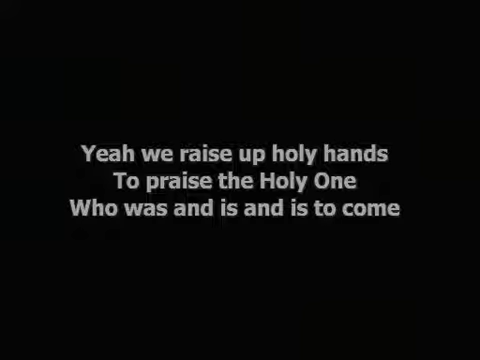 Yeah we raise up holy hands
To praise the Holy One
Who was and is and is to come